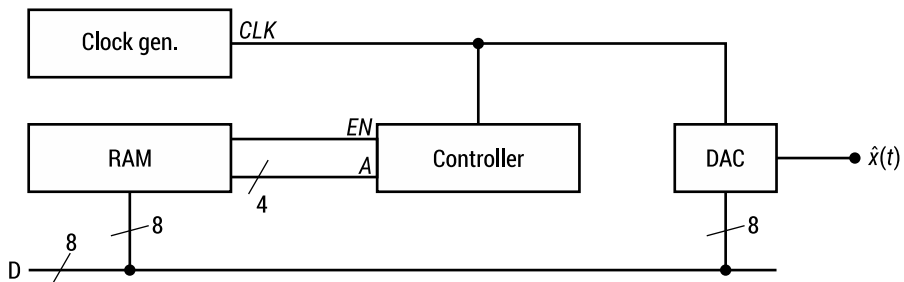 Clock gen.
CLK
RAM
EN
A
4
Controller
DAC
x̂(t)
8
8
8
D